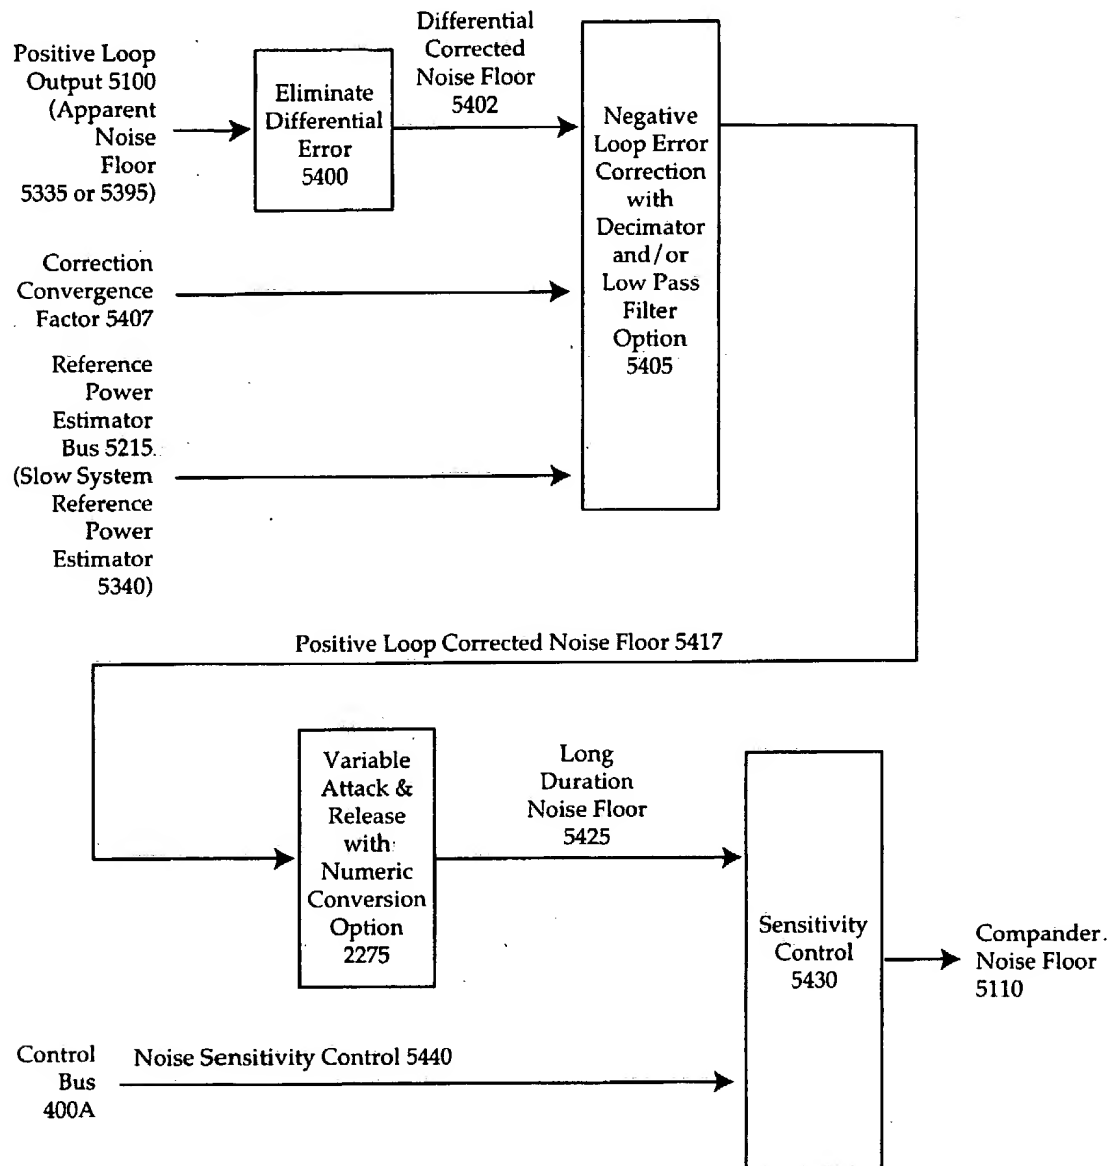 Positive Loop
Output 5100
(Apparent
Noise
Floor
5335 or 5395)
Eliminate
Differential
Error
5400
Differential
Corrected
Noise Floor
5402
Negative
Loop Error
Correction
with
Decimator
and/or
Low Pass
Filter
Option
5405
Correction
Convergence
Factor 5407
Reference
Power
Estimator
Bus 5215
(Slow System
Reference
Power
Estimator
5340)
Positive Loop Corrected Noise Floor 5417
Variable
Attack &
Release
with
Numeric
Conversion
Option
2275
Long
Duration
Noise Floor
5425
Sensitivity
Control
5430
Compander
Noise Floor
5110
Control
Bus
400A
Noise Sensitivity Control 5440